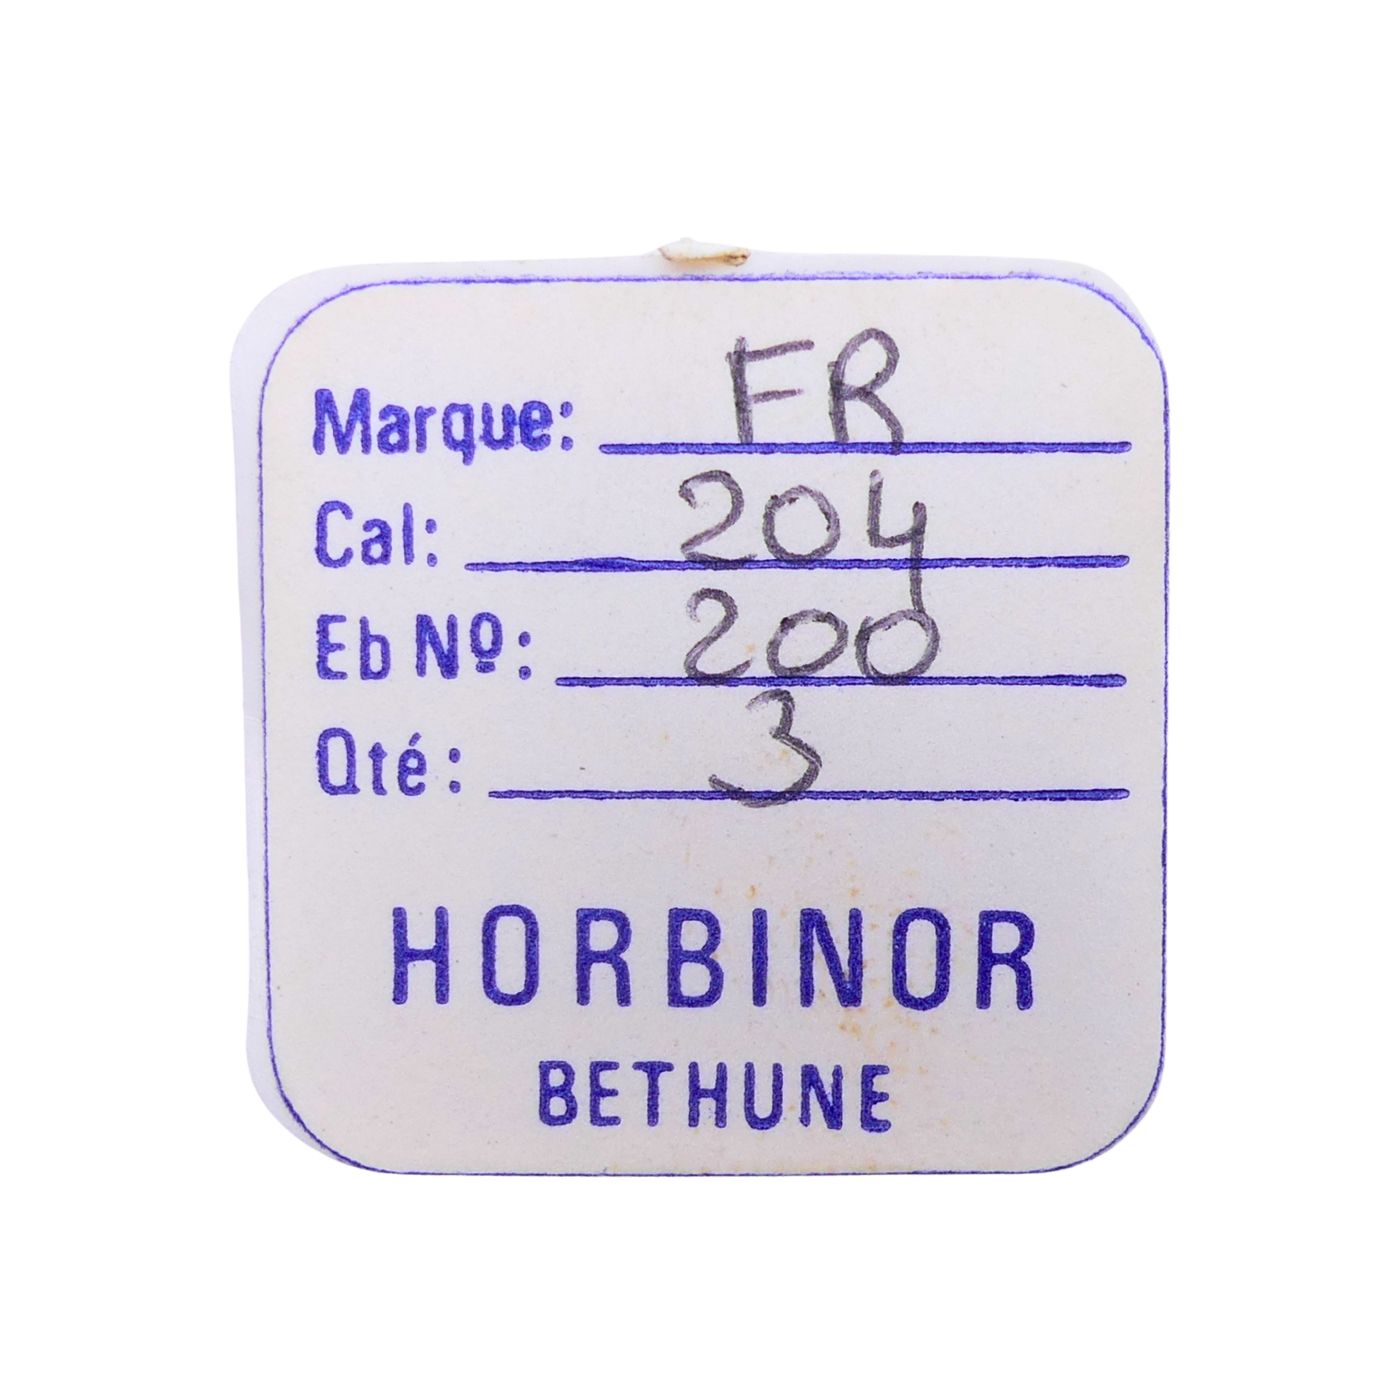 Marque: FR
Cal: 204
Eb Nº: 200
Qté: 3
HORBINOR
BETHUNE